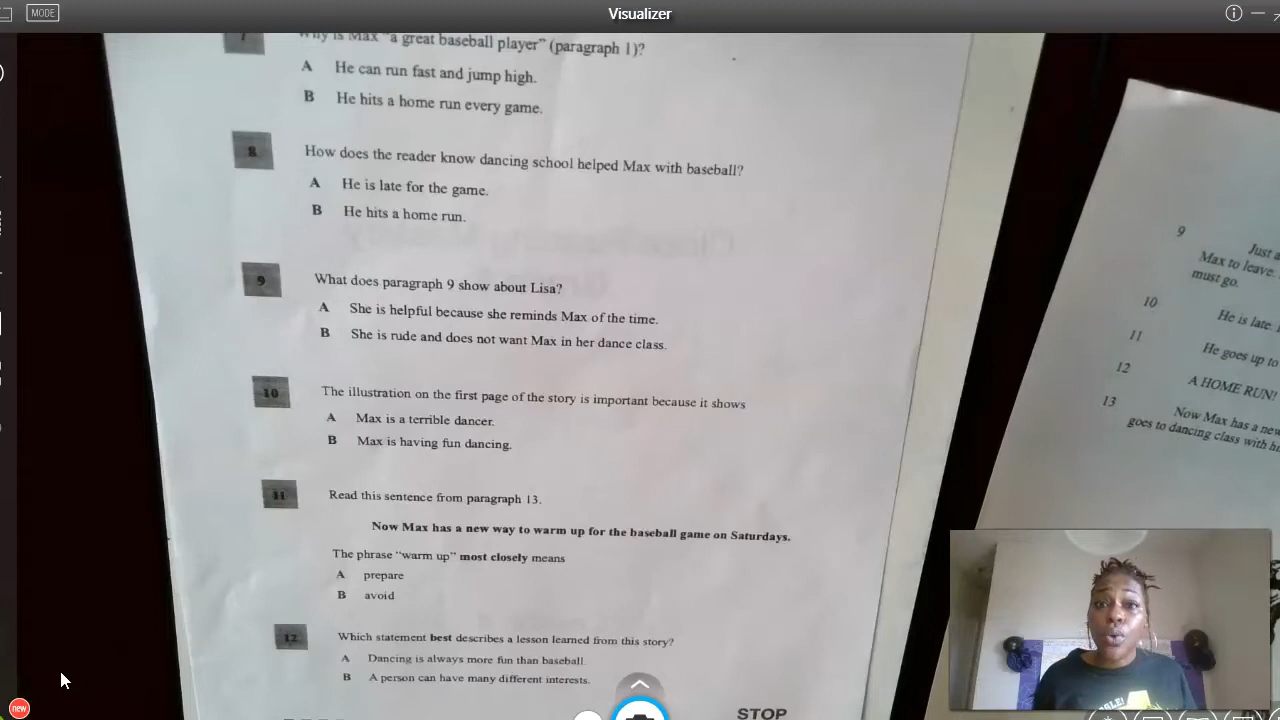 MODE
Visualizer
7
Why is Max "a great baseball player" (paragraph 1)?
A He can run fast and jump high.
B He hits a home run every game.
8
How does the reader know dancing school helped Max with baseball?
A He is late for the game.
B He hits a home run.
9
What does paragraph 9 show about Lisa?
A She is helpful because she reminds Max of the time.
B She is rude and does not want Max in her dance class.
10
The illustration on the first page of the story is important because it shows
A Max is a terrible dancer.
B Max is having fun dancing.
11
Read this sentence from paragraph 13.
Now Max has a new way to warm up for the baseball game on Saturdays.
The phrase "warm up" most closely means
A prepare
B avoid
12
Which statement best describes a lesson learned from this story?
A Dancing is always more fun than baseball.
B A person can have many different interests.
STOP
9 Just
Max to leave.
must go.
10 He is late.
11 He goes up to
12 A HOME RUN!
13 Now Max has a new
goes to dancing class with
new